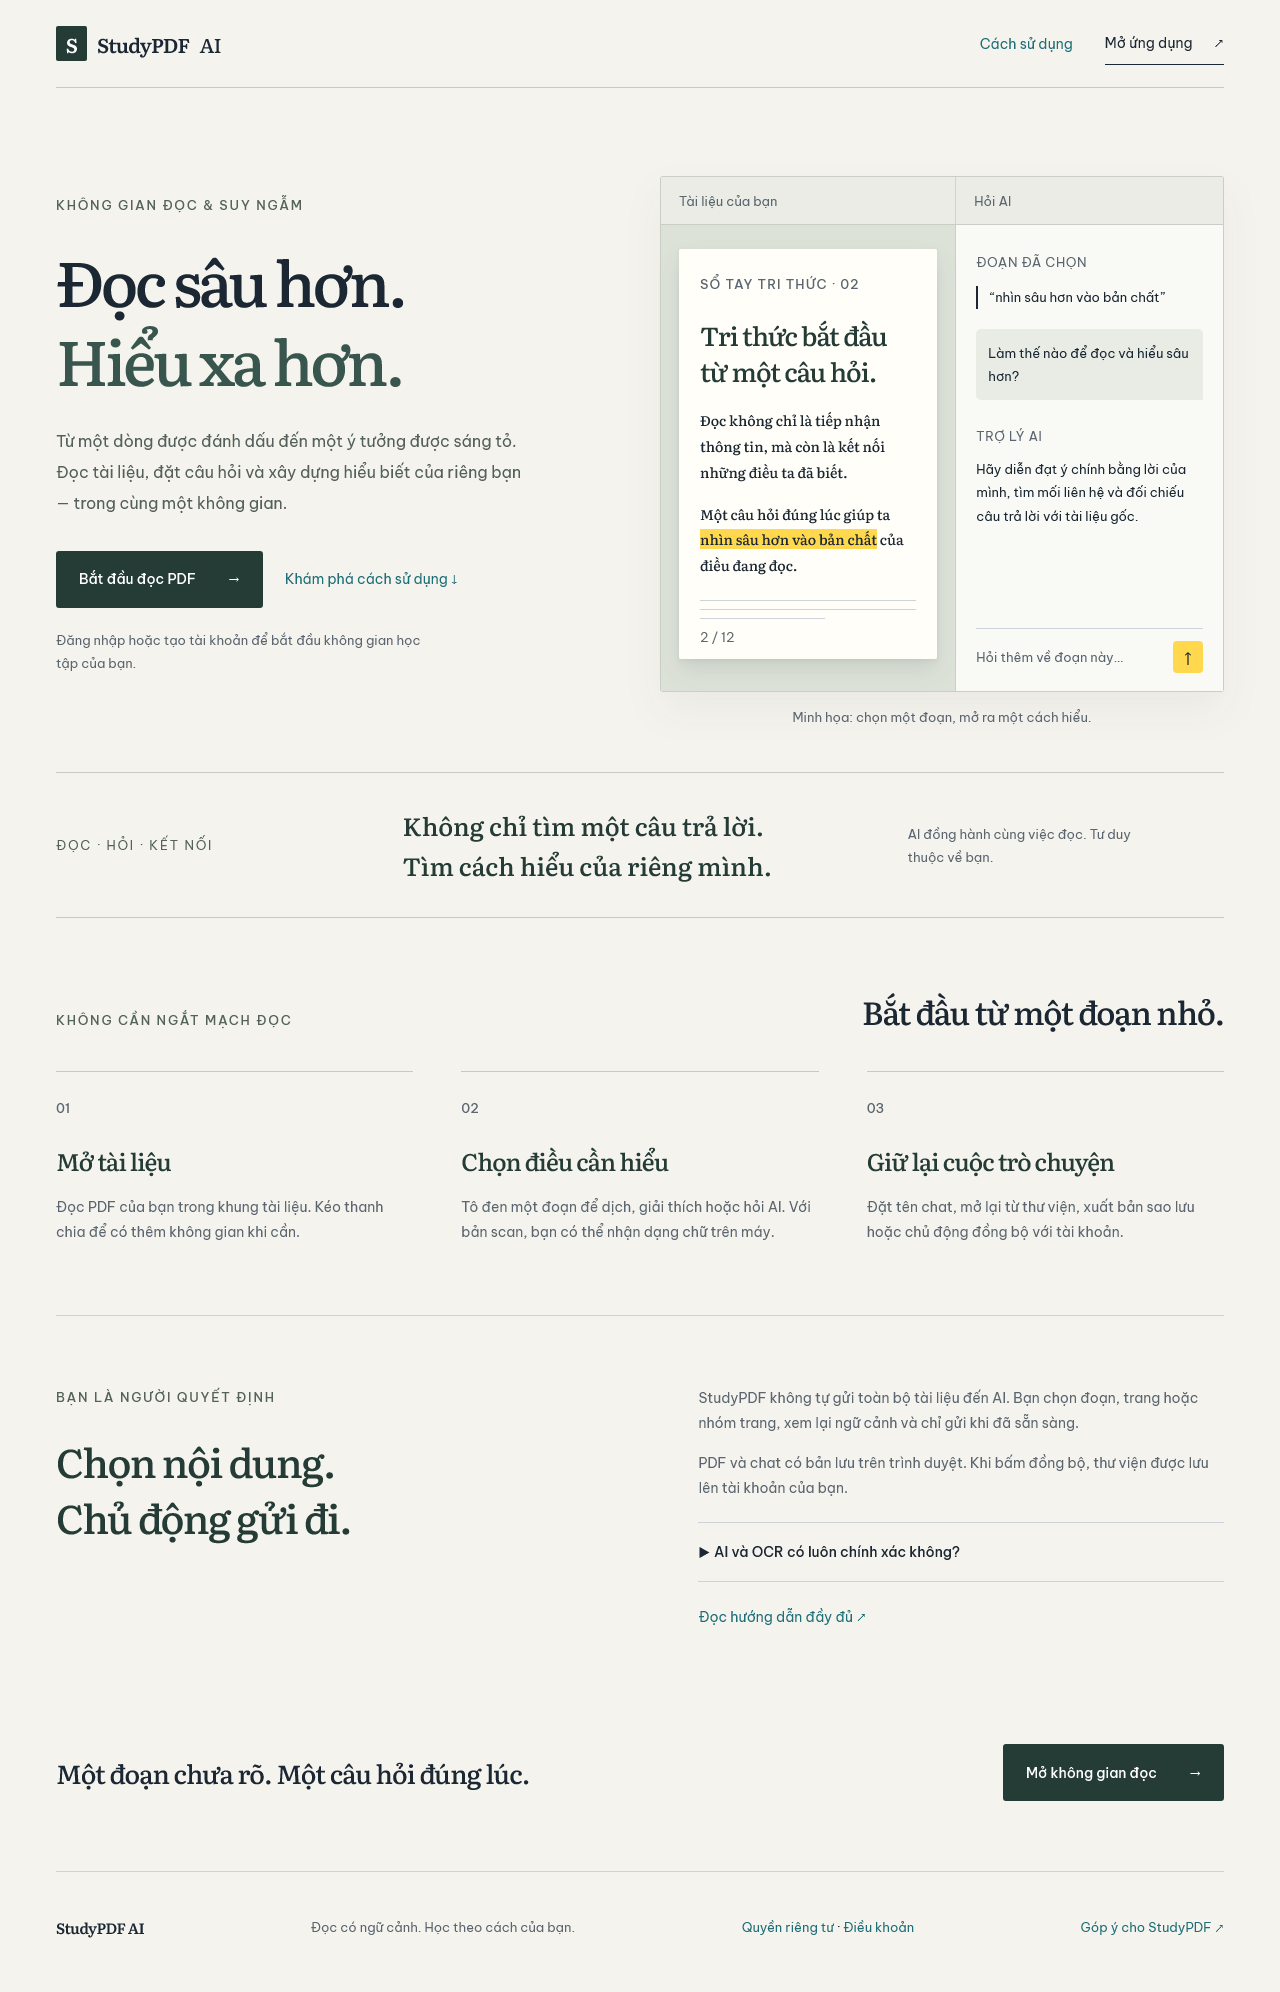 S StudyPDF AI
Cách sử dụng
Mở ứng dụng ↗
KHÔNG GIAN ĐỌC & SUY NGẪM
Đọc sâu hơn.
Hiểu xa hơn.
Từ một dòng được đánh dấu đến một ý tưởng được sáng tỏ.
Đọc tài liệu, đặt câu hỏi và xây dựng hiểu biết của riêng bạn
— trong cùng một không gian.
Bắt đầu đọc PDF →
Khám phá cách sử dụng ↓
Đăng nhập hoặc tạo tài khoản để bắt đầu không gian học
tập của bạn.
Tài liệu của bạn
SỔ TAY TRI THỨC · 02
Tri thức bắt đầu
từ một câu hỏi.
Đọc không chỉ là tiếp nhận
thông tin, mà còn là kết nối
những điều ta đã biết.
Một câu hỏi đúng lúc giúp ta
nhìn sâu hơn vào bản chất của
điều đang đọc.
2 / 12
Hỏi AI
ĐOẠN ĐÃ CHỌN
“nhìn sâu hơn vào bản chất”
Làm thế nào để đọc và hiểu sâu
hơn?
TRỢ LÝ AI
Hãy diễn đạt ý chính bằng lời của
mình, tìm mối liên hệ và đối chiếu
câu trả lời với tài liệu gốc.
Hỏi thêm về đoạn này... ↑
Minh họa: chọn một đoạn, mở ra một cách hiểu.
ĐỌC · HỎI · KẾT NỐI
Không chỉ tìm một câu trả lời.
Tìm cách hiểu của riêng mình.
AI đồng hành cùng việc đọc. Tư duy
thuộc về bạn.
KHÔNG CẦN NGẮT MẠCH ĐỌC
Bắt đầu từ một đoạn nhỏ.
01
Mở tài liệu
Đọc PDF của bạn trong khung tài liệu. Kéo thanh
chia để có thêm không gian khi cần.
02
Chọn điều cần hiểu
Tô đen một đoạn để dịch, giải thích hoặc hỏi AI. Với
bản scan, bạn có thể nhận dạng chữ trên máy.
03
Giữ lại cuộc trò chuyện
Đặt tên chat, mở lại từ thư viện, xuất bản sao lưu
hoặc chủ động đồng bộ với tài khoản.
BẠN LÀ NGƯỜI QUYẾT ĐỊNH
Chọn nội dung.
Chủ động gửi đi.
StudyPDF không tự gửi toàn bộ tài liệu đến AI. Bạn chọn đoạn, trang hoặc
nhóm trang, xem lại ngữ cảnh và chỉ gửi khi đã sẵn sàng.
PDF và chat có bản lưu trên trình duyệt. Khi bấm đồng bộ, thư viện được lưu
lên tài khoản của bạn.
▶ AI và OCR có luôn chính xác không?
Đọc hướng dẫn đầy đủ ↗
Một đoạn chưa rõ. Một câu hỏi đúng lúc.
Mở không gian đọc →
StudyPDF AI
Đọc có ngữ cảnh. Học theo cách của bạn.
Quyền riêng tư · Điều khoản
Góp ý cho StudyPDF ↗